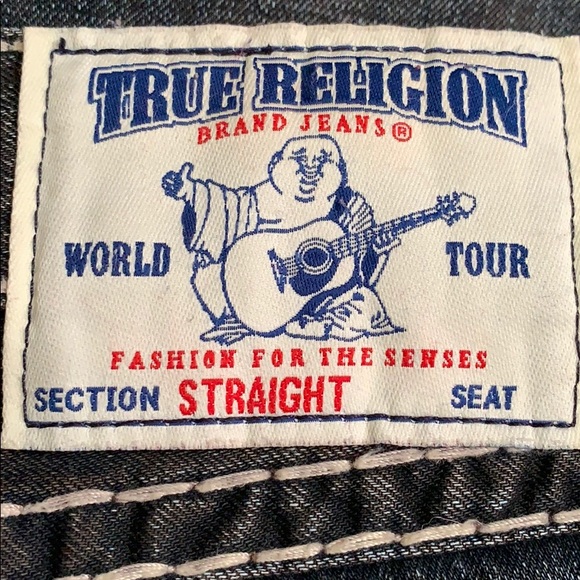 TRUE RELIGION
BRAND JEANS®
WORLD TOUR
FASHION FOR THE SENSES
SECTION STRAIGHT SEAT